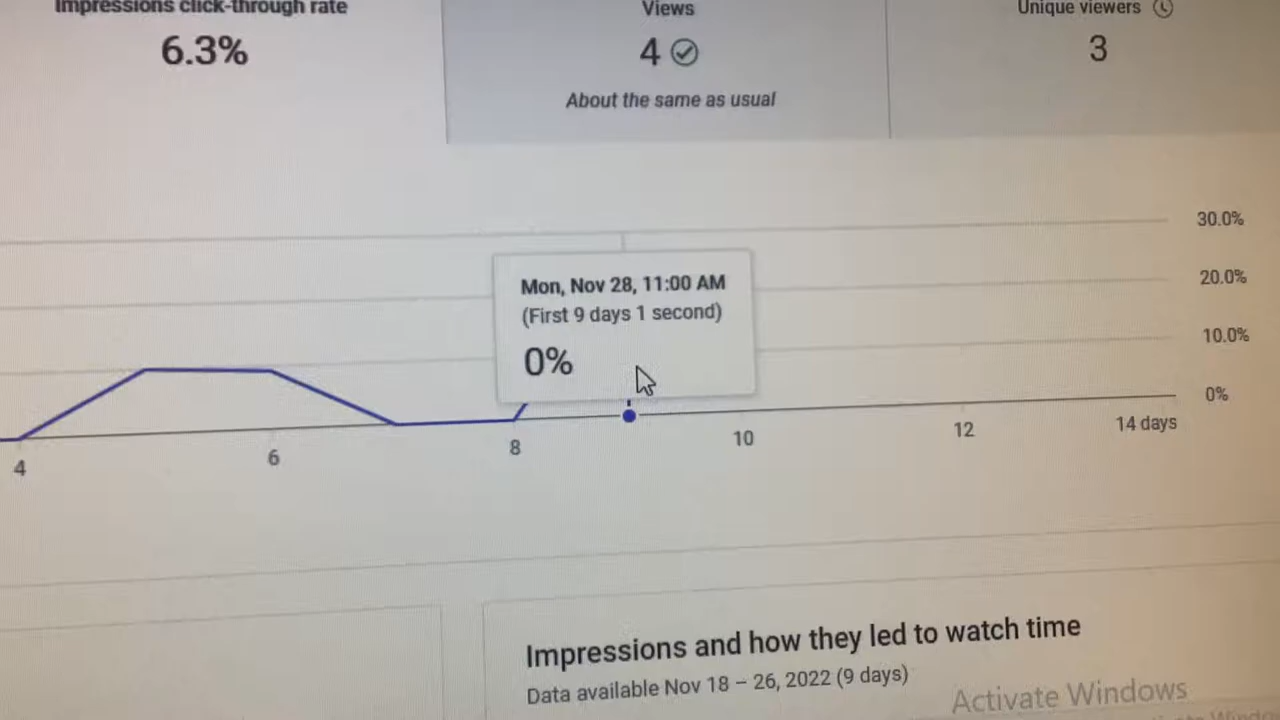 Impressions click-through rate
6.3%
Views
4
About the same as usual
Unique viewers
3
30.0%
20.0%
10.0%
0%
Mon, Nov 28, 11:00 AM
(First 9 days 1 second)
0%
4
6
8
10
12
14 days
Impressions and how they led to watch time
Data available Nov 18 – 26, 2022 (9 days)
Activate Windows